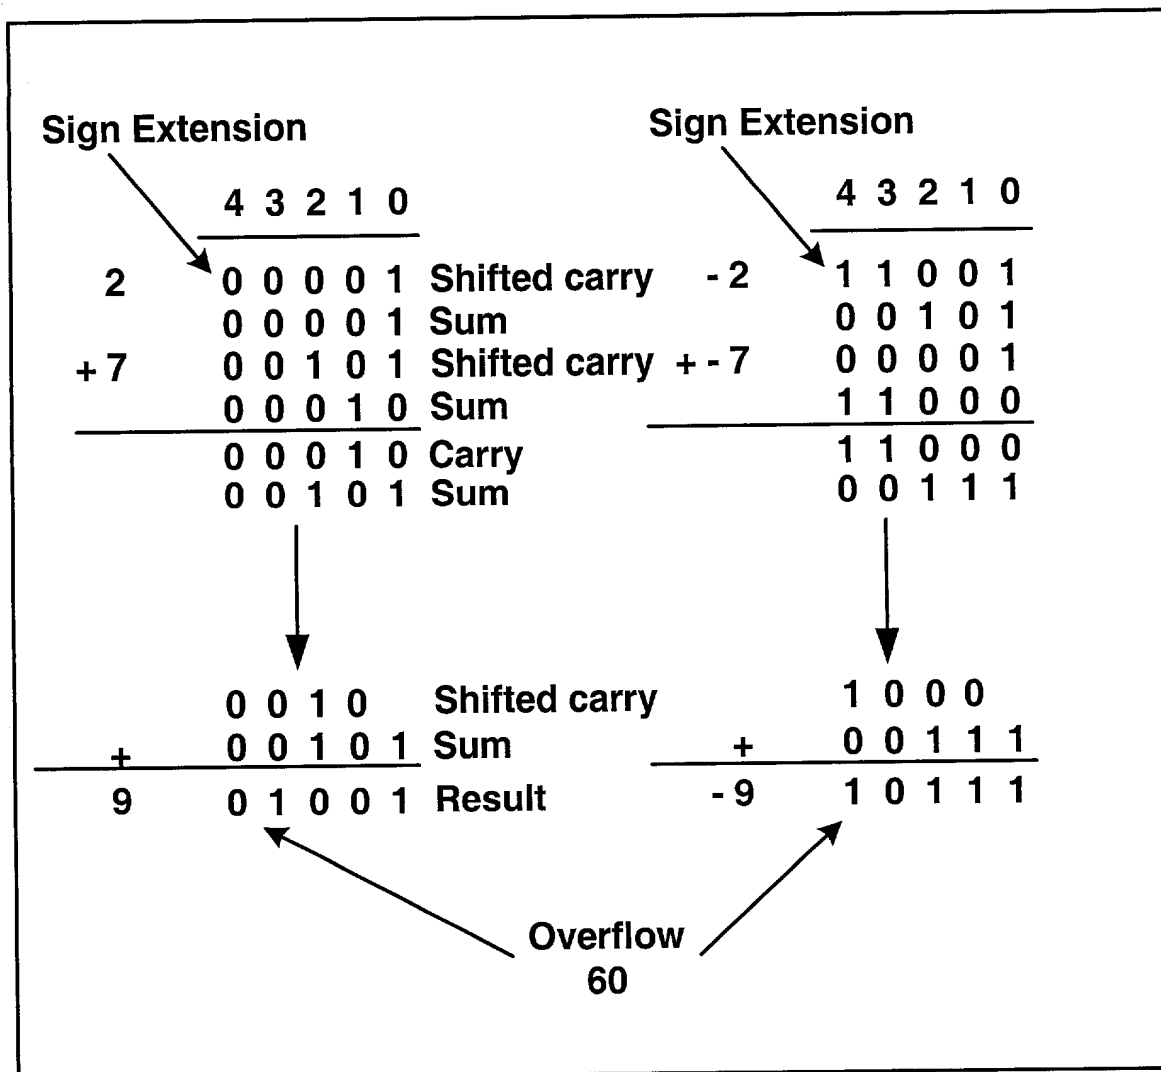 Sign Extension Sign Extension
4 3 2 1 0 4 3 2 1 0
2 0 0 0 0 1 Shifted carry - 2 1 1 0 0 1
0 0 0 0 1 Sum 0 0 1 0 1
+ 7 0 0 1 0 1 Shifted carry + - 7 0 0 0 0 1
0 0 0 1 0 Sum 1 1 0 0 0
0 0 0 1 0 Carry 1 1 0 0 0
0 0 1 0 1 Sum 0 0 1 1 1
0 0 1 0 Shifted carry 1 0 0 0
+ 0 0 1 0 1 Sum + 0 0 1 1 1
9 0 1 0 0 1 Result - 9 1 0 1 1 1
Overflow
60